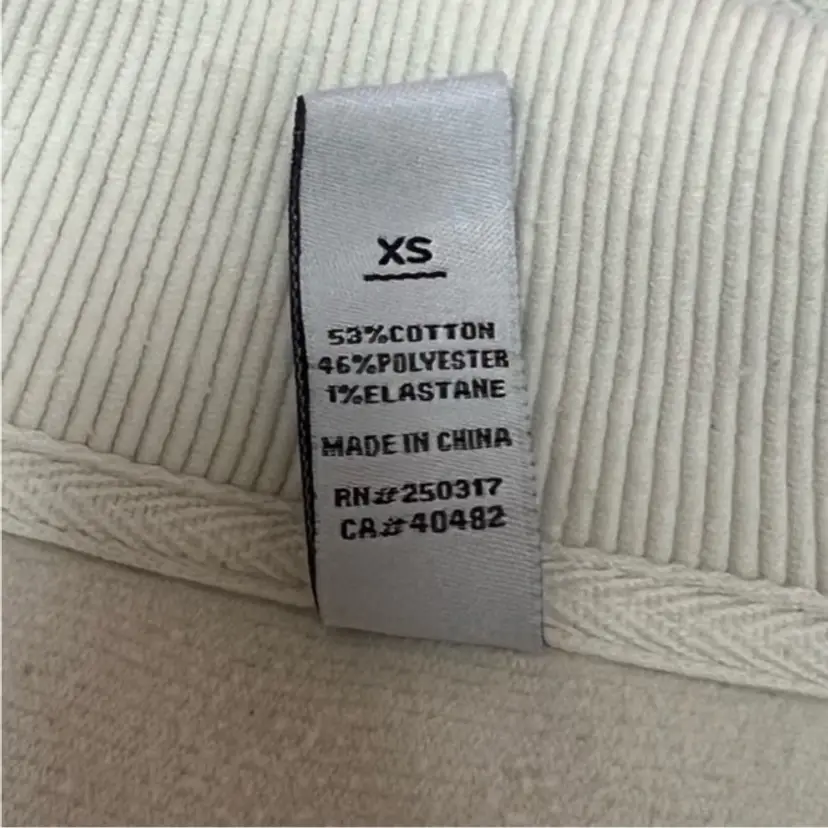 XS
53%COTTON
46%POLYESTER
1%ELASTANE
MADE IN CHINA
RN#250317
CA#40482